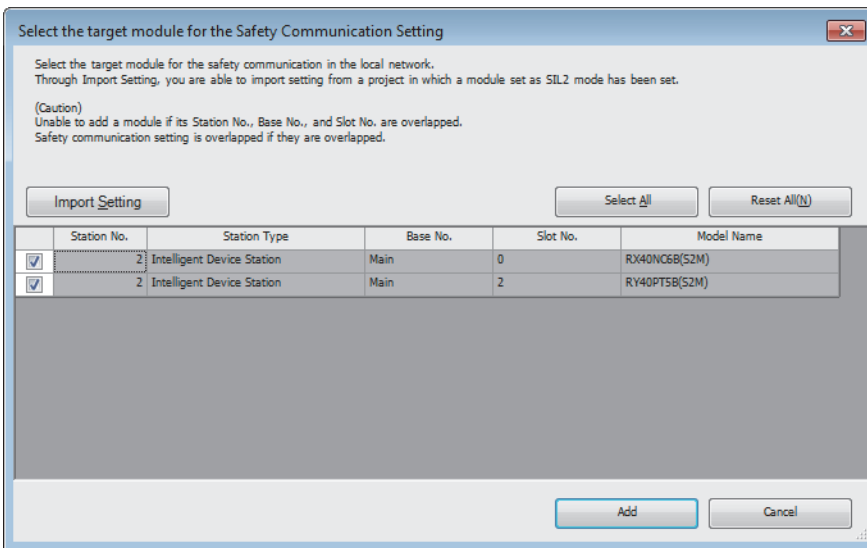 Select the target module for the Safety Communication Setting
Select the target module for the safety communication in the local network.
Through Import Setting, you are able to import setting from a project in which a module set as SIL2 mode has been set.
(Caution)
Unable to add a module if its Station No., Base No., and Slot No. are overlapped.
Safety communication setting is overlapped if they are overlapped.
Import Setting Select All Reset All(N)
Station No. Station Type Base No. Slot No. Model Name
2 Intelligent Device Station Main 0 RX40NC6B(S2M)
2 Intelligent Device Station Main 2 RY40PT5B(S2M)
Add Cancel